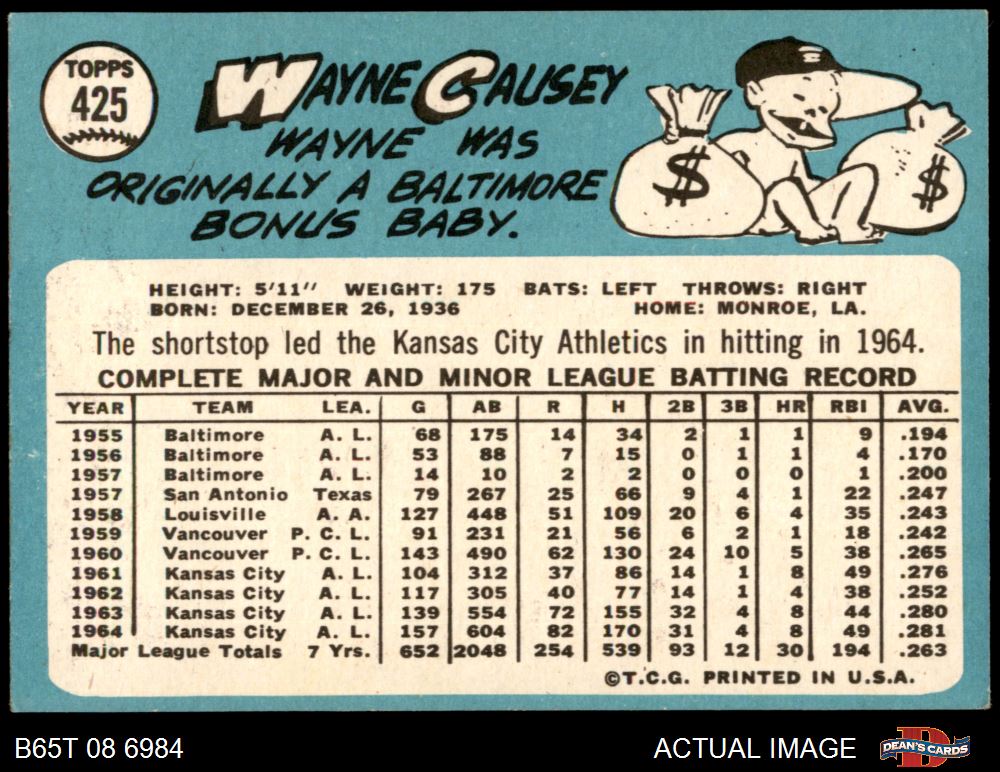 TOPPS
425
WAYNE CAUSEY
WAYNE WAS
ORIGINALLY A BALTIMORE
BONUS BABY.
$ $
HEIGHT: 5'11" WEIGHT: 175 BATS: LEFT THROWS: RIGHT
BORN: DECEMBER 26, 1936 HOME: MONROE, LA.
The shortstop led the Kansas City Athletics in hitting in 1964.
COMPLETE MAJOR AND MINOR LEAGUE BATTING RECORD
YEAR TEAM LEA. G AB R H 2B 3B HR RBI AVG.
1955 Baltimore A. L. 68 175 14 34 2 1 1 9 .194
1956 Baltimore A. L. 53 88 7 15 0 1 1 4 .170
1957 Baltimore A. L. 14 10 2 2 0 0 0 1 .200
1957 San Antonio Texas 79 267 25 66 9 4 1 22 .247
1958 Louisville A. A. 127 448 51 109 20 6 4 35 .243
1959 Vancouver P. C. L. 91 231 21 56 6 2 1 18 .242
1960 Vancouver P. C. L. 143 490 62 130 24 10 5 38 .265
1961 Kansas City A. L. 104 312 37 86 14 1 8 49 .276
1962 Kansas City A. L. 117 305 40 77 14 1 4 38 .252
1963 Kansas City A. L. 139 554 72 155 32 4 8 44 .280
1964 Kansas City A. L. 157 604 82 170 31 4 8 49 .281
Major League Totals 7 Yrs. 652 2048 254 539 93 12 30 194 .263
©T.C.G. PRINTED IN U.S.A.
B65T 08 6984 ACTUAL IMAGE D DEAN'S CARDS